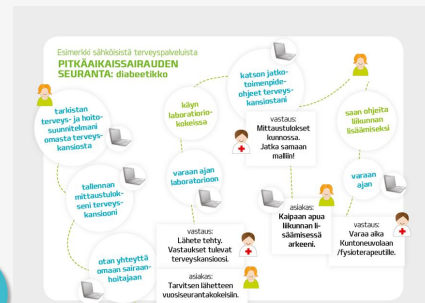 Esimerkki sähköisistä terveyspalveluista
PITKÄAIKAISSAIRAUDEN
SEURANTA: diabeetikko
tarkistan
terveys- ja hoito-
suunnitelmani
omasta terveys-
kansiosta
tallennan
mittaustulok-
seni terveys-
kansiooni
otan yhteyttä
omaan sairaan-
hoitajaan
asiakas:
Tarvitsen lähetteen
vuosiseurantakokeisiin.
vastaus:
Lähete tehty.
Vastaukset tulevat
terveyskansioosi.
varaan ajan
laboratorioon
käyn
laboratorio-
kokeissa
katson jatko-
toimenpide-
ohjeet terveys-
kansiostani
vastaus:
Mittaustulokset
kunnossa.
Jatka samaan
malliin!
asiakas:
Kaipaan apua
liikunnan li-
säämisessä
arkeeni.
vastaus:
Varaa aika
Kuntoneuvolaan
/fysioterapeutille.
varaan
ajan
saan ohjeita
liikunnan
lisäämiseksi